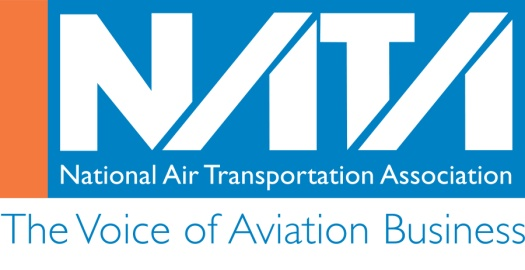 NATA
National Air Transportation Association
The Voice of Aviation Business